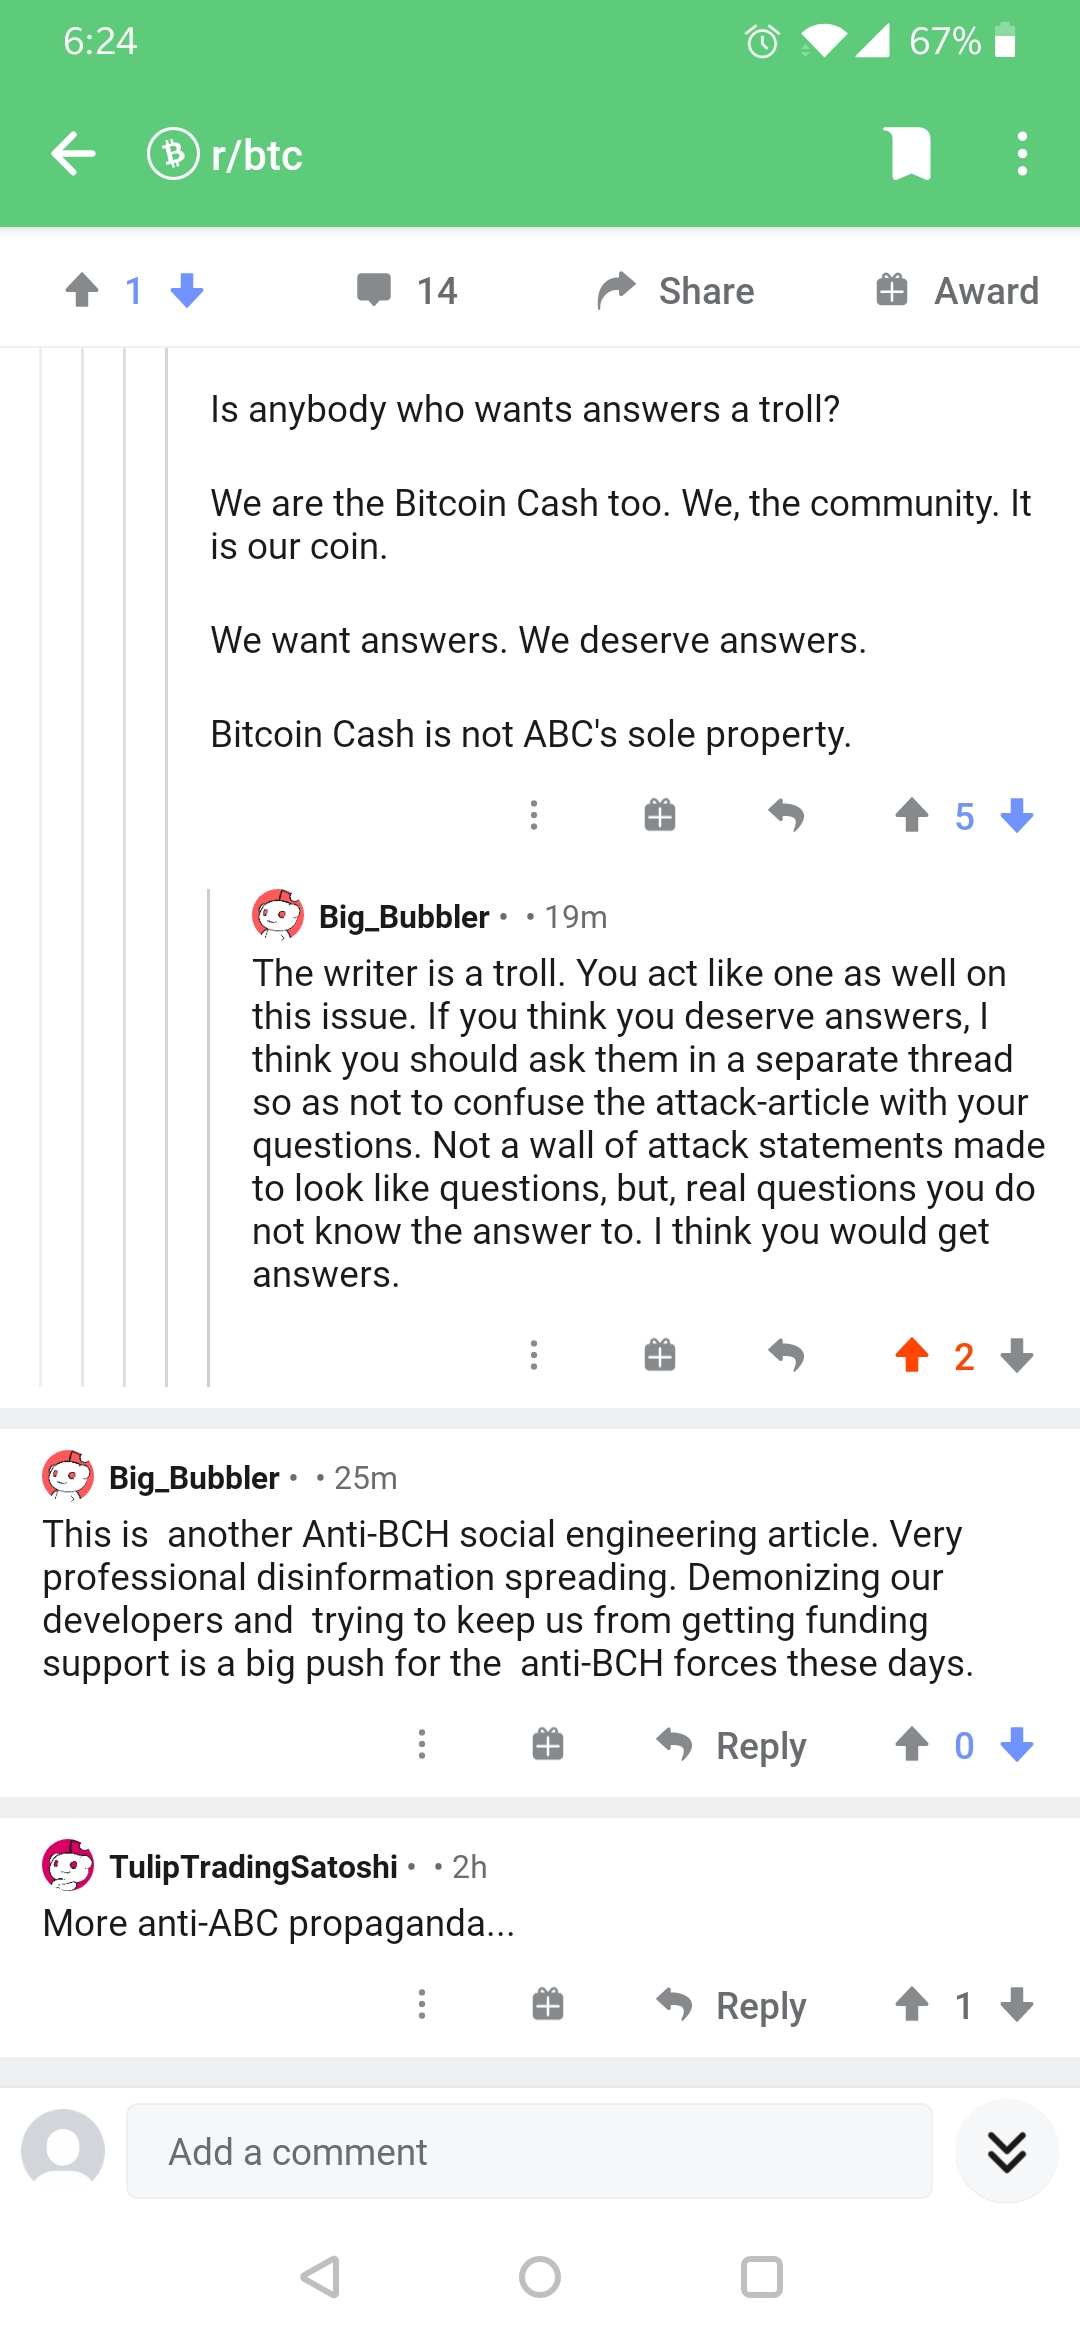 6:24
67%
r/btc
1
14
Share
Award
Is anybody who wants answers a troll?
We are the Bitcoin Cash too. We, the community. It
is our coin.
We want answers. We deserve answers.
Bitcoin Cash is not ABC's sole property.
5
Big_Bubbler • • 19m
The writer is a troll. You act like one as well on
this issue. If you think you deserve answers, I
think you should ask them in a separate thread
so as not to confuse the attack-article with your
questions. Not a wall of attack statements made
to look like questions, but, real questions you do
not know the answer to. I think you would get
answers.
2
Big_Bubbler • • 25m
This is  another Anti-BCH social engineering article. Very
professional disinformation spreading. Demonizing our
developers and  trying to keep us from getting funding
support is a big push for the  anti-BCH forces these days.
Reply
0
TulipTradingSatoshi • • 2h
More anti-ABC propaganda...
Reply
1
Add a comment